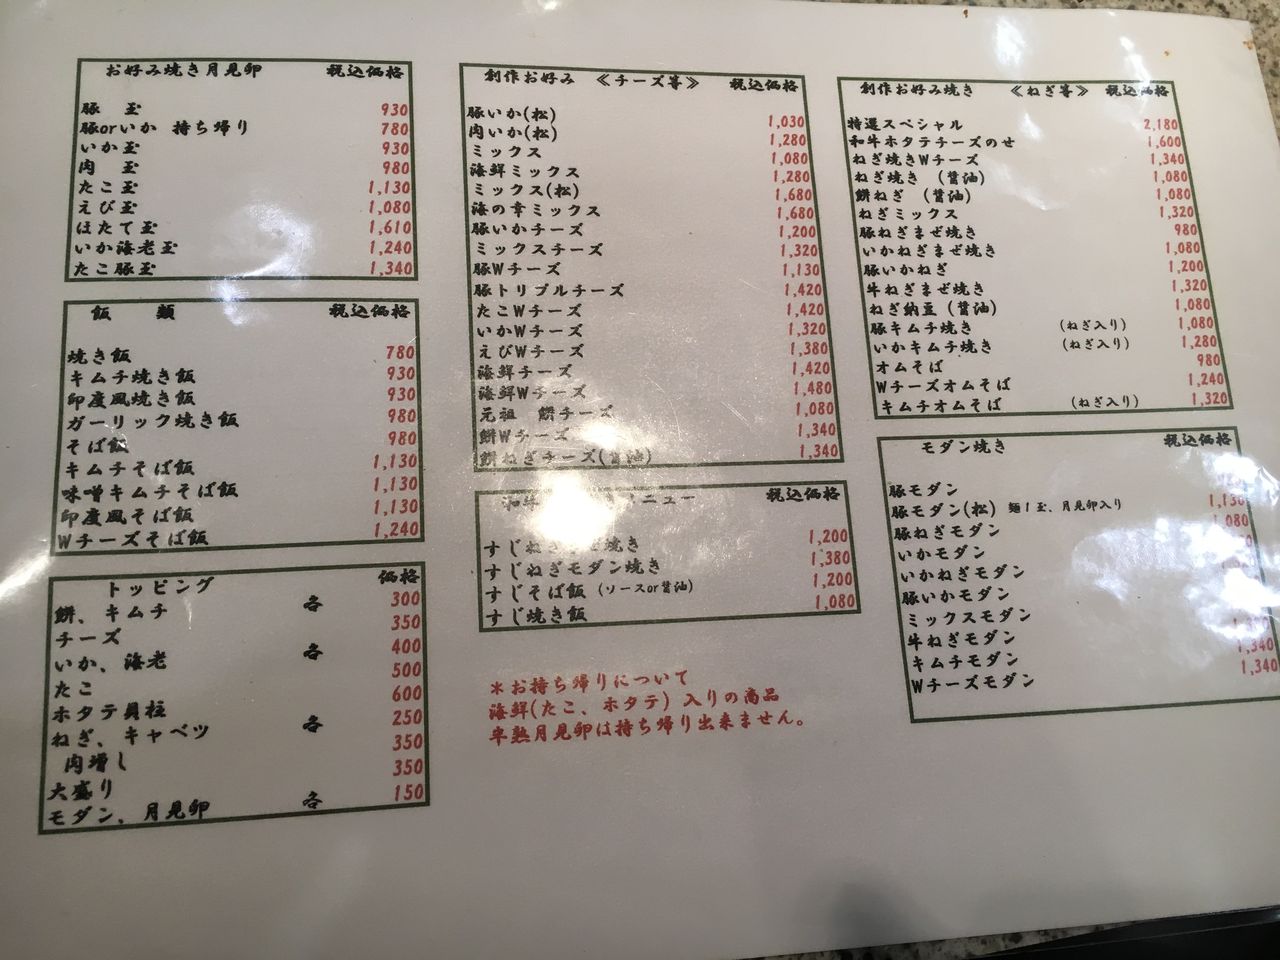 お好み焼き月見卵 税込価格
豚 玉 930
豚orいか 持ち帰り 780
いか玉 930
肉 玉 980
たこ玉 1,130
えび玉 1,080
ほたて玉 1,610
いか海老玉 1,240
たこ豚玉 1,340
飯 類 税込価格
焼き飯 780
キムチ焼き飯 930
印度風焼き飯 930
ガーリック焼き飯 980
そば飯 980
キムチそば飯 1,130
味噌キムチそば飯 1,130
印度風そば飯 1,130
Wチーズそば飯 1,240
トッピング 価格
餅、キムチ 各 300
チーズ 350
いか、海老 各 400
たこ 500
ホタテ貝柱 600
ねぎ、キャベツ 各 250
肉増し 350
大盛り 350
モダン、月見卵 各 150
創作お好み ≪チーズ等≫ 税込価格
豚いか(松) 1,030
肉いか(松) 1,280
ミックス 1,080
海鮮ミックス 1,280
ミックス(松) 1,680
海の幸ミックス 1,680
豚いかチーズ 1,200
ミックスチーズ 1,320
豚Wチーズ 1,130
豚トリプルチーズ 1,420
たこWチーズ 1,420
いかWチーズ 1,320
えびWチーズ 1,380
海鮮チーズ 1,420
海鮮Wチーズ 1,480
元祖 餅チーズ 1,080
餅Wチーズ 1,340
餅ねぎチーズ(醤油) 1,340
和牛 メニュー 税込価格
すじねぎまぜ焼き 1,200
すじねぎモダン焼き 1,380
すじそば飯 (ソースor醤油) 1,200
すじ焼き飯 1,080
＊お持ち帰りについて
海鮮(たこ、ホタテ) 入りの商品
半熟月見卵は持ち帰り出来ません。
創作お好み焼き ≪ねぎ等≫ 税込価格
特選スペシャル 2,180
和牛ホタテチーズのせ 1,600
ねぎ焼きWチーズ 1,340
ねぎ焼き (醤油) 1,080
餅ねぎ (醤油) 1,080
ねぎミックス 1,320
豚ねぎまぜ焼き 980
いかねぎまぜ焼き 1,080
豚いかねぎ 1,200
牛ねぎまぜ焼き 1,320
ねぎ納豆 (醤油) 1,080
豚キムチ焼き (ねぎ入り) 1,080
いかキムチ焼き (ねぎ入り) 1,280
オムそば 980
Wチーズオムそば 1,240
キムチオムそば (ねぎ入り) 1,320
モダン焼き 税込価格
豚モダン
豚モダン(松) 麺1玉、月見卵入り 1,130
豚ねぎモダン 1,080
いかモダン
いかねぎモダン
豚いかモダン
ミックスモダン
牛ねぎモダン
キムチモダン 1,340
Wチーズモダン 1,340